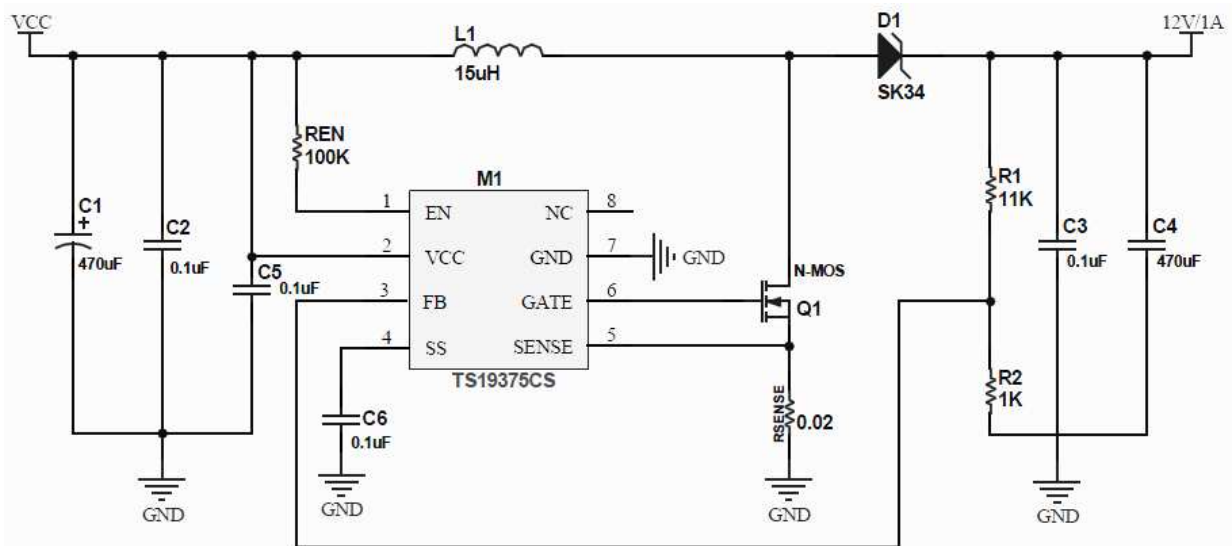 VCC
L1
15uH
D1
SK34
12V/1A
REN
100K
M1
1
EN
NC
8
2
VCC
GND
7
GND
3
FB
GATE
6
4
SS
SENSE
5
TS19375CS
C1
+
470uF
C2
0.1uF
C5
0.1uF
C6
0.1uF
GND
GND
N-MOS
Q1
RSENSE
0.02
GND
R1
11K
R2
1K
C3
0.1uF
C4
470uF
GND